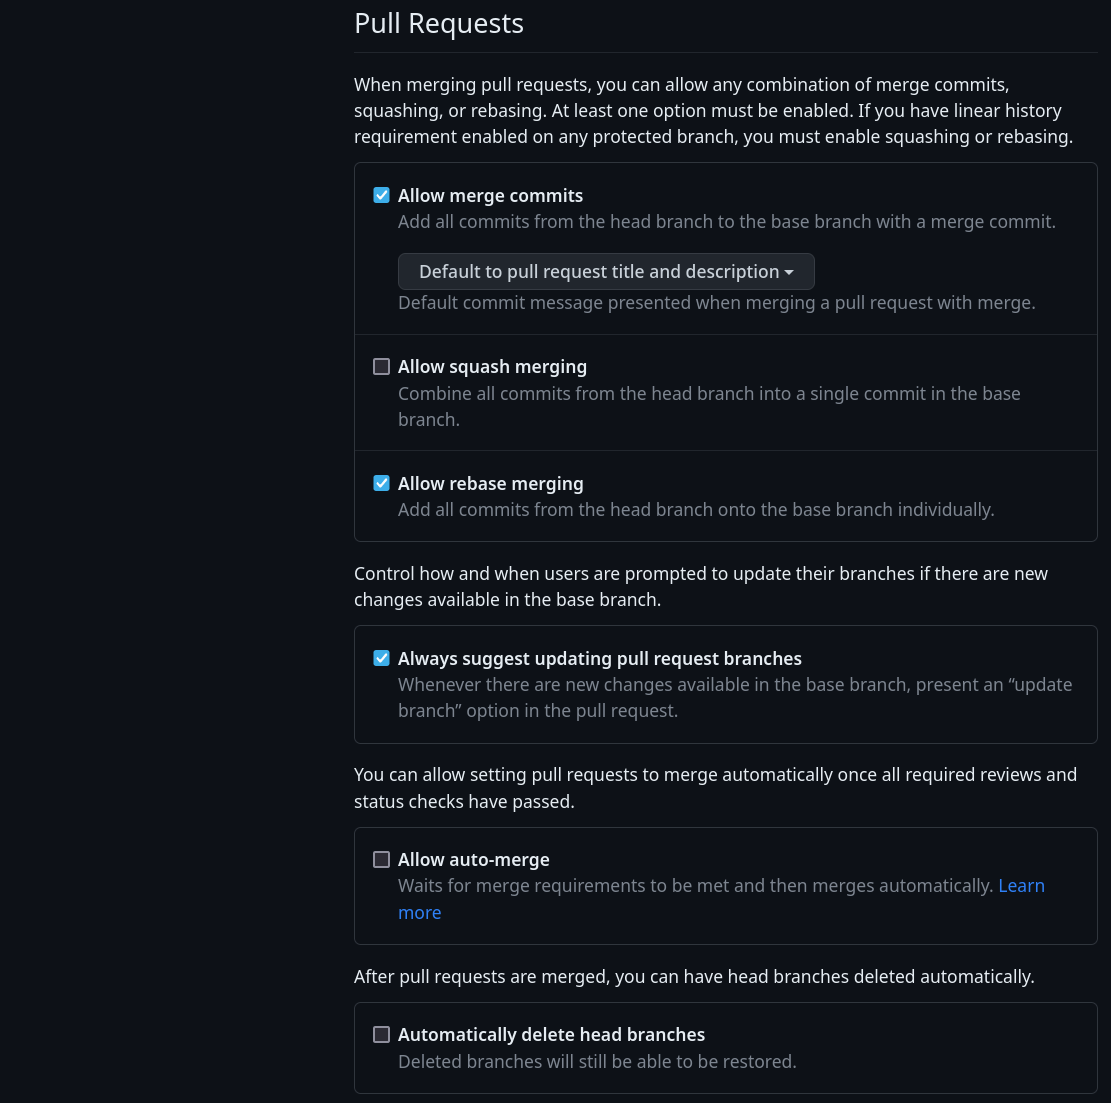 Pull Requests
When merging pull requests, you can allow any combination of merge commits,
squashing, or rebasing. At least one option must be enabled. If you have linear history
requirement enabled on any protected branch, you must enable squashing or rebasing.
Allow merge commits
Add all commits from the head branch to the base branch with a merge commit.
Default to pull request title and description
Default commit message presented when merging a pull request with merge.
Allow squash merging
Combine all commits from the head branch into a single commit in the base
branch.
Allow rebase merging
Add all commits from the head branch onto the base branch individually.
Control how and when users are prompted to update their branches if there are new
changes available in the base branch.
Always suggest updating pull request branches
Whenever there are new changes available in the base branch, present an “update
branch” option in the pull request.
You can allow setting pull requests to merge automatically once all required reviews and
status checks have passed.
Allow auto-merge
Waits for merge requirements to be met and then merges automatically. Learn
more
After pull requests are merged, you can have head branches deleted automatically.
Automatically delete head branches
Deleted branches will still be able to be restored.